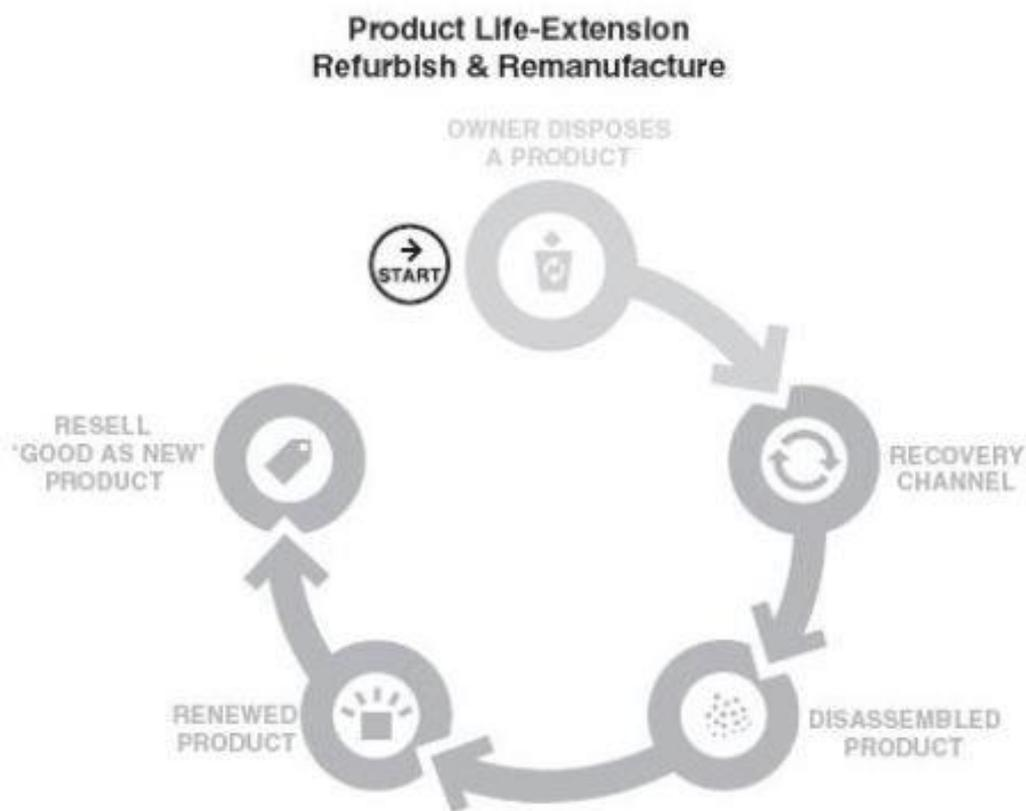 Product Life-Extension
Refurbish & Remanufacture
OWNER DISPOSES
A PRODUCT
START
RESELL
'GOOD AS NEW'
PRODUCT
RECOVERY
CHANNEL
RENEWED
PRODUCT
DISASSEMBLED
PRODUCT